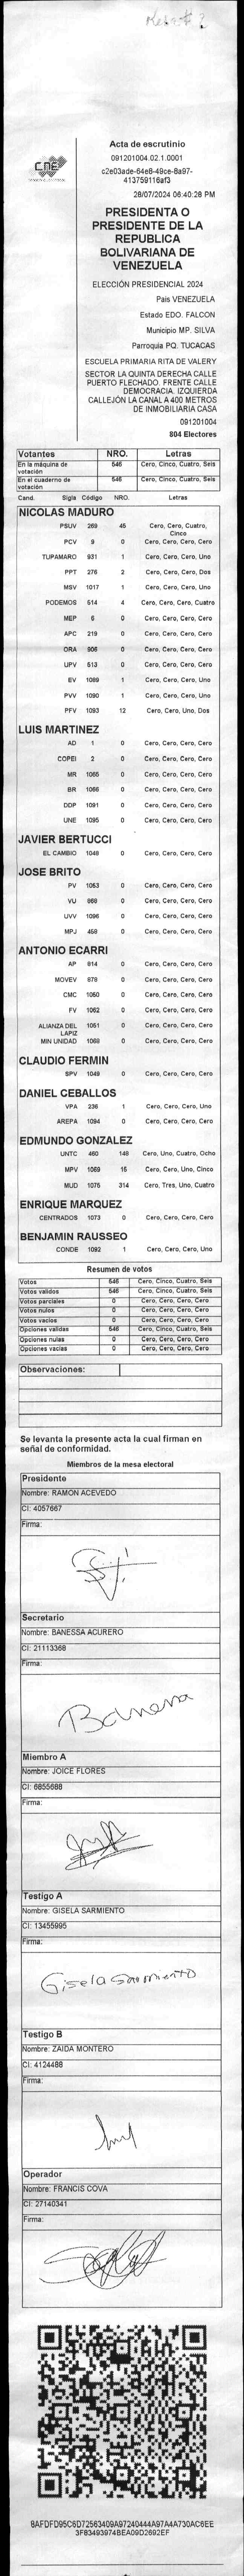 Mesa # 2
CNE
Acta de escrutinio
091201004.02.1.0001
c2e03ade-64e8-49ce-8a97-
413759116af3
28/07/2024 06:40:28 PM
PRESIDENTA O
PRESIDENTE DE LA
REPUBLICA
BOLIVARIANA DE
VENEZUELA
ELECCIÓN PRESIDENCIAL 2024
Pais VENEZUELA
Estado EDO. FALCON
Municipio MP. SILVA
Parroquia PQ. TUCACAS
ESCUELA PRIMARIA RITA DE VALERY
SECTOR LA QUINTA DERECHA CALLE
PUERTO FLECHADO. FRENTE CALLE
DEMOCRACIA. IZQUIERDA
CALLEJÓN LA CANAL A 400 METROS
DE INMOBILIARIA CASA
091201004
804 Electores
Votantes NRO. Letras
En la máquina de votación 546 Cero, Cinco, Cuatro, Seis
En el cuaderno de votación 546 Cero, Cinco, Cuatro, Seis
Cand. Sigla Código NRO. Letras
NICOLAS MADURO
PSUV 269 45 Cero, Cero, Cuatro, Cinco
PCV 9 0 Cero, Cero, Cero, Cero
TUPAMARO 931 1 Cero, Cero, Cero, Uno
PPT 276 2 Cero, Cero, Cero, Dos
MSV 1017 1 Cero, Cero, Cero, Uno
PODEMOS 514 4 Cero, Cero, Cero, Cuatro
MEP 6 0 Cero, Cero, Cero, Cero
APC 219 0 Cero, Cero, Cero, Cero
ORA 906 0 Cero, Cero, Cero, Cero
UPV 513 0 Cero, Cero, Cero, Cero
EV 1089 1 Cero, Cero, Cero, Uno
PVV 1090 1 Cero, Cero, Cero, Uno
PFV 1093 12 Cero, Cero, Uno, Dos
LUIS MARTINEZ
AD 1 0 Cero, Cero, Cero, Cero
COPEI 2 0 Cero, Cero, Cero, Cero
MR 1065 0 Cero, Cero, Cero, Cero
BR 1066 0 Cero, Cero, Cero, Cero
DDP 1091 0 Cero, Cero, Cero, Cero
UNE 1095 0 Cero, Cero, Cero, Cero
JAVIER BERTUCCI
EL CAMBIO 1048 0 Cero, Cero, Cero, Cero
JOSE BRITO
PV 1053 0 Cero, Cero, Cero, Cero
VU 868 0 Cero, Cero, Cero, Cero
UVV 1096 0 Cero, Cero, Cero, Cero
MPJ 458 0 Cero, Cero, Cero, Cero
ANTONIO ECARRI
AP 814 0 Cero, Cero, Cero, Cero
MOVEV 878 0 Cero, Cero, Cero, Cero
CMC 1050 0 Cero, Cero, Cero, Cero
FV 1062 0 Cero, Cero, Cero, Cero
ALIANZA DEL LAPIZ 1051 0 Cero, Cero, Cero, Cero
MIN UNIDAD 1068 0 Cero, Cero, Cero, Cero
CLAUDIO FERMIN
SPV 1049 0 Cero, Cero, Cero, Cero
DANIEL CEBALLOS
VPA 236 1 Cero, Cero, Cero, Uno
AREPA 1094 0 Cero, Cero, Cero, Cero
EDMUNDO GONZALEZ
UNTC 460 148 Cero, Uno, Cuatro, Ocho
MPV 1069 15 Cero, Cero, Uno, Cinco
MUD 1075 314 Cero, Tres, Uno, Cuatro
ENRIQUE MARQUEZ
CENTRADOS 1073 0 Cero, Cero, Cero, Cero
BENJAMIN RAUSSEO
CONDE 1092 1 Cero, Cero, Cero, Uno
Resumen de votos
Votos 546 Cero, Cinco, Cuatro, Seis
Votos validos 546 Cero, Cinco, Cuatro, Seis
Votos parciales 0 Cero, Cero, Cero, Cero
Votos nulos 0 Cero, Cero, Cero, Cero
Votos vacios 0 Cero, Cero, Cero, Cero
Opciones validas 546 Cero, Cinco, Cuatro, Seis
Opciones nulas 0 Cero, Cero, Cero, Cero
Opciones vacias 0 Cero, Cero, Cero, Cero
Observaciones:
Se levanta la presente acta la cual firman en
señal de conformidad.
Miembros de la mesa electoral
Presidente
Nombre: RAMON ACEVEDO
CI: 4057667
Firma:
Secretario
Nombre: BANESSA ACURERO
CI: 21113368
Firma:
Banessa
Miembro A
Nombre: JOICE FLORES
CI: 6855688
Firma:
Testigo A
Nombre: GISELA SARMIENTO
CI: 13455995
Firma:
Gisela Sarmiento
Testigo B
Nombre: ZAIDA MONTERO
CI: 4124488
Firma:
Operador
Nombre: FRANCIS COVA
CI: 27140341
Firma:
8AFDFD95C6D72563409A97240444A97A4A730AC6EE
3F83493974BEA09D2692EF